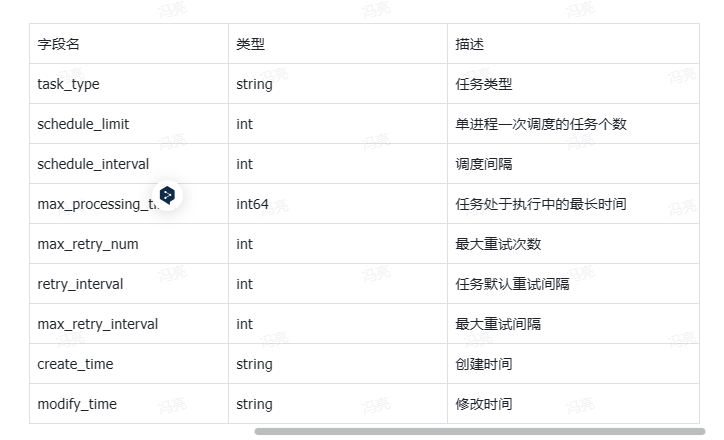 字段名 类型 描述
task_type string 任务类型
schedule_limit int 单进程一次调度的任务个数
schedule_interval int 调度间隔
int64 任务处于执行中的最长时间
max_retry_num int 最大重试次数
retry_interval int 任务默认重试间隔
max_retry_interval int 最大重试间隔
create_time string 创建时间
modify_time string 修改时间
冯亮